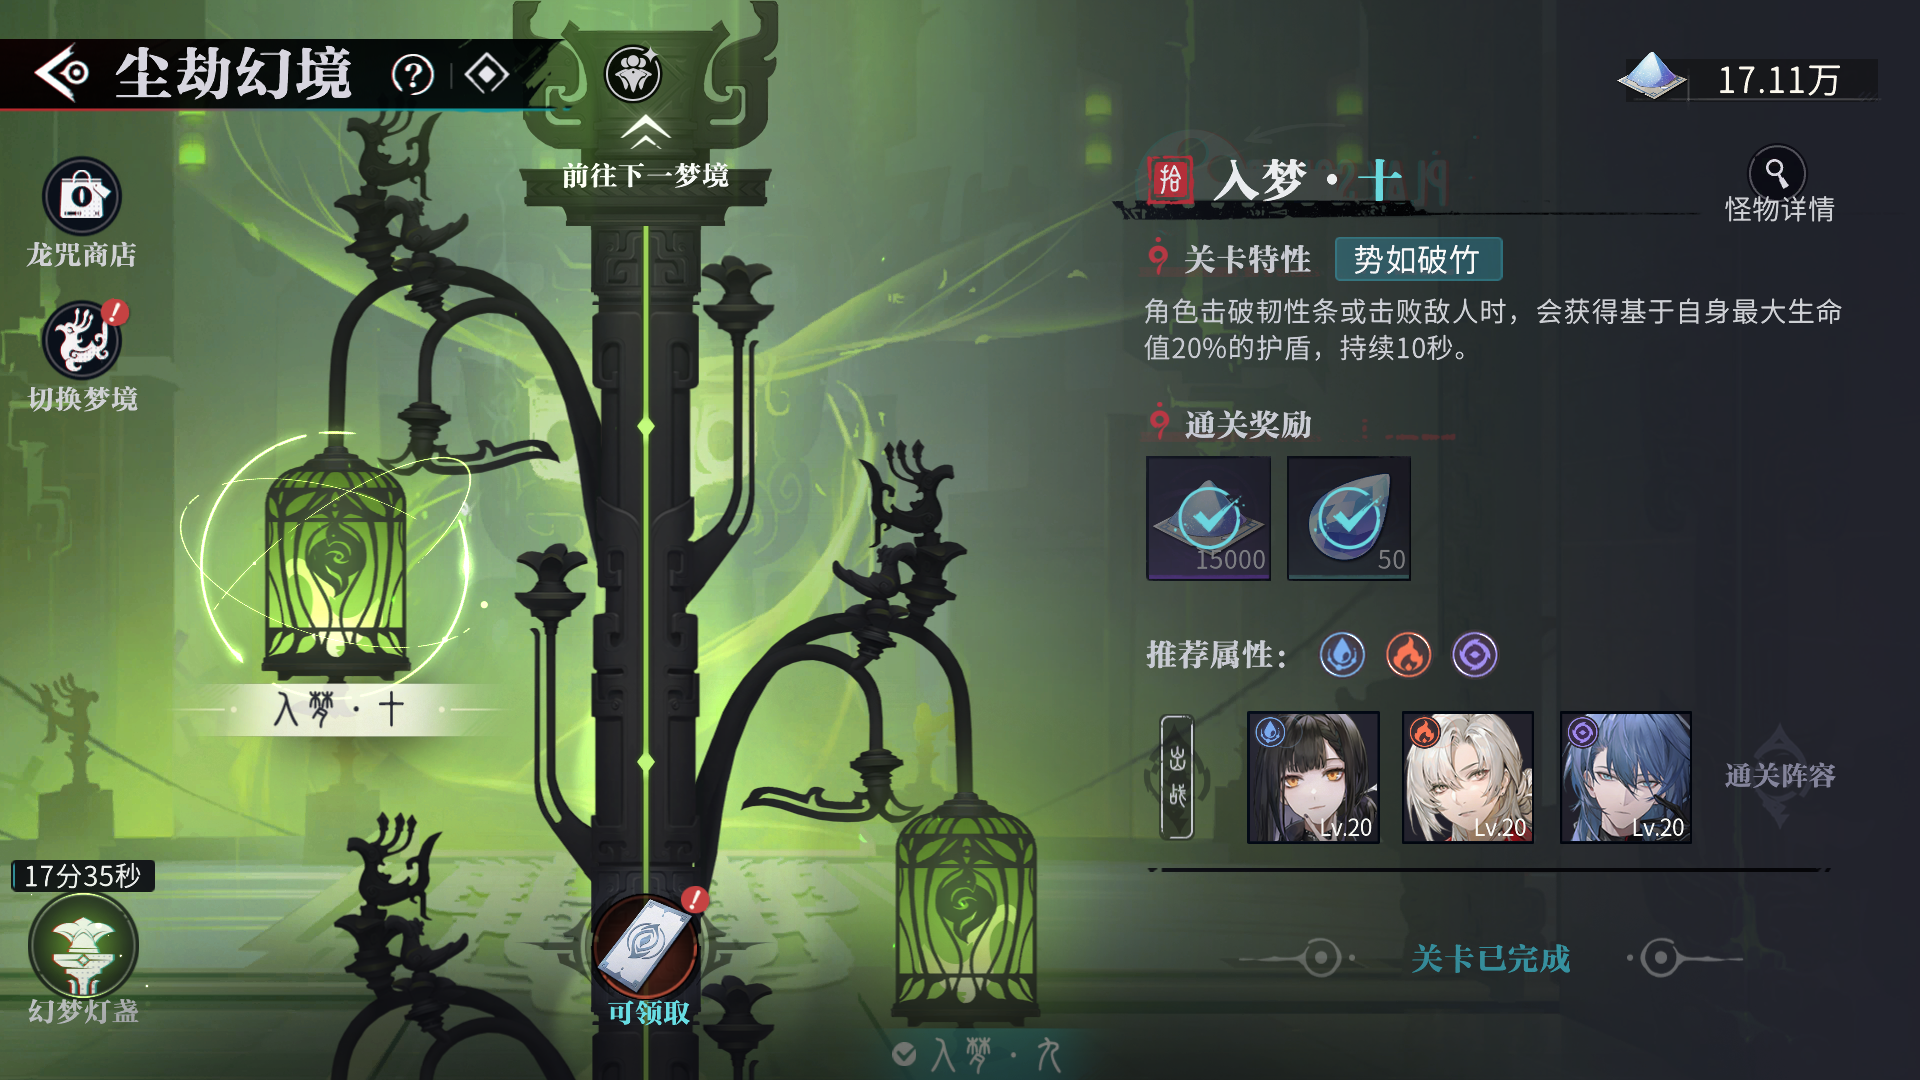 尘劫幻境
?
17.11万
前往下一梦境
龙咒商店
切换梦境
拾
入梦·十
怪物详情
关卡特性
势如破竹
角色击破韧性条或击败敌人时，会获得基于自身最大生命
值20%的护盾，持续10秒。
通关奖励
15000
50
推荐属性：
入梦·十
出战
Lv.20
Lv.20
Lv.20
通关阵容
17分35秒
幻梦灯盏
可领取
关卡已完成
入梦·九